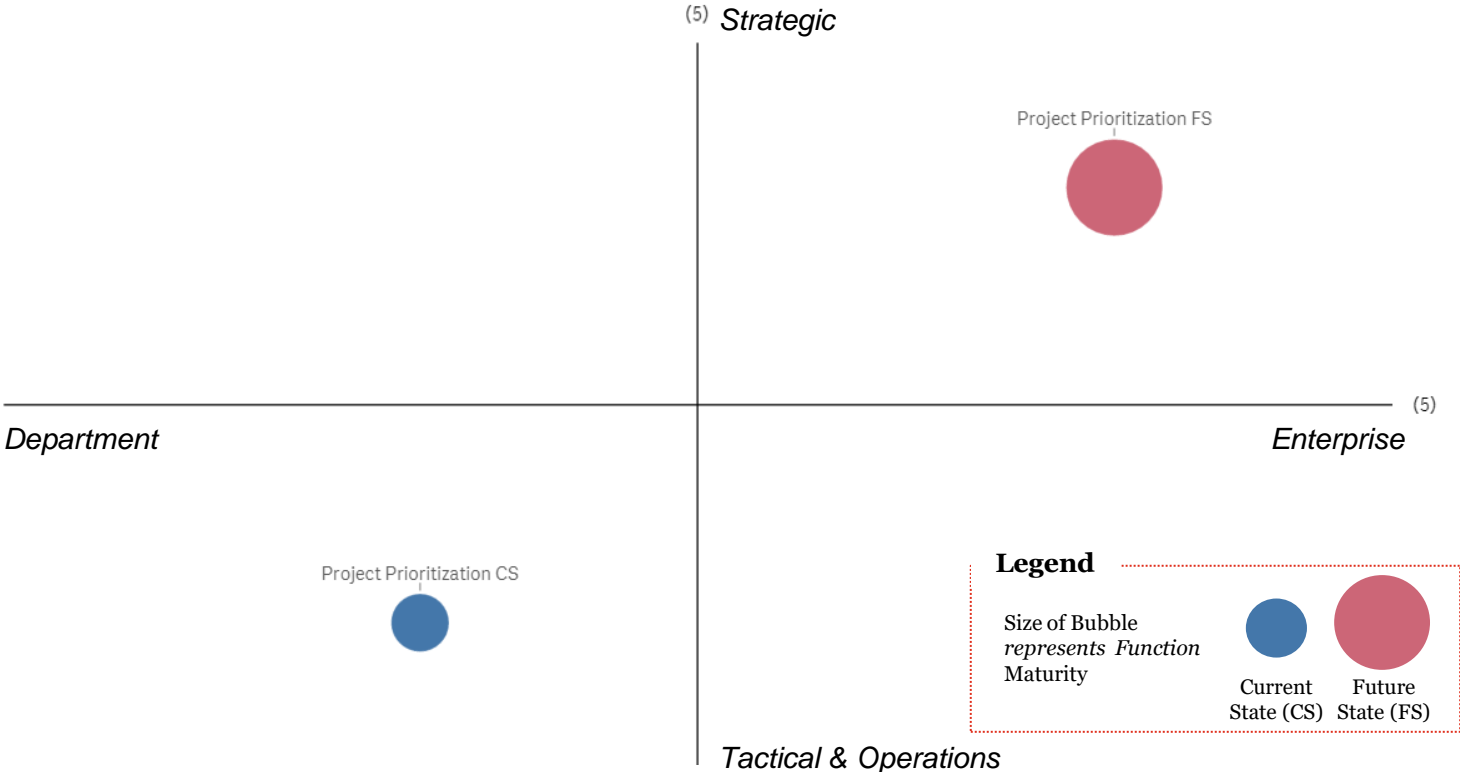 (5) Strategic
Project Prioritization FS
(5)
Department
Enterprise
Project Prioritization CS
Legend
Size of Bubble
represents Function
Maturity
Current
State (CS)
Future
State (FS)
Tactical & Operations